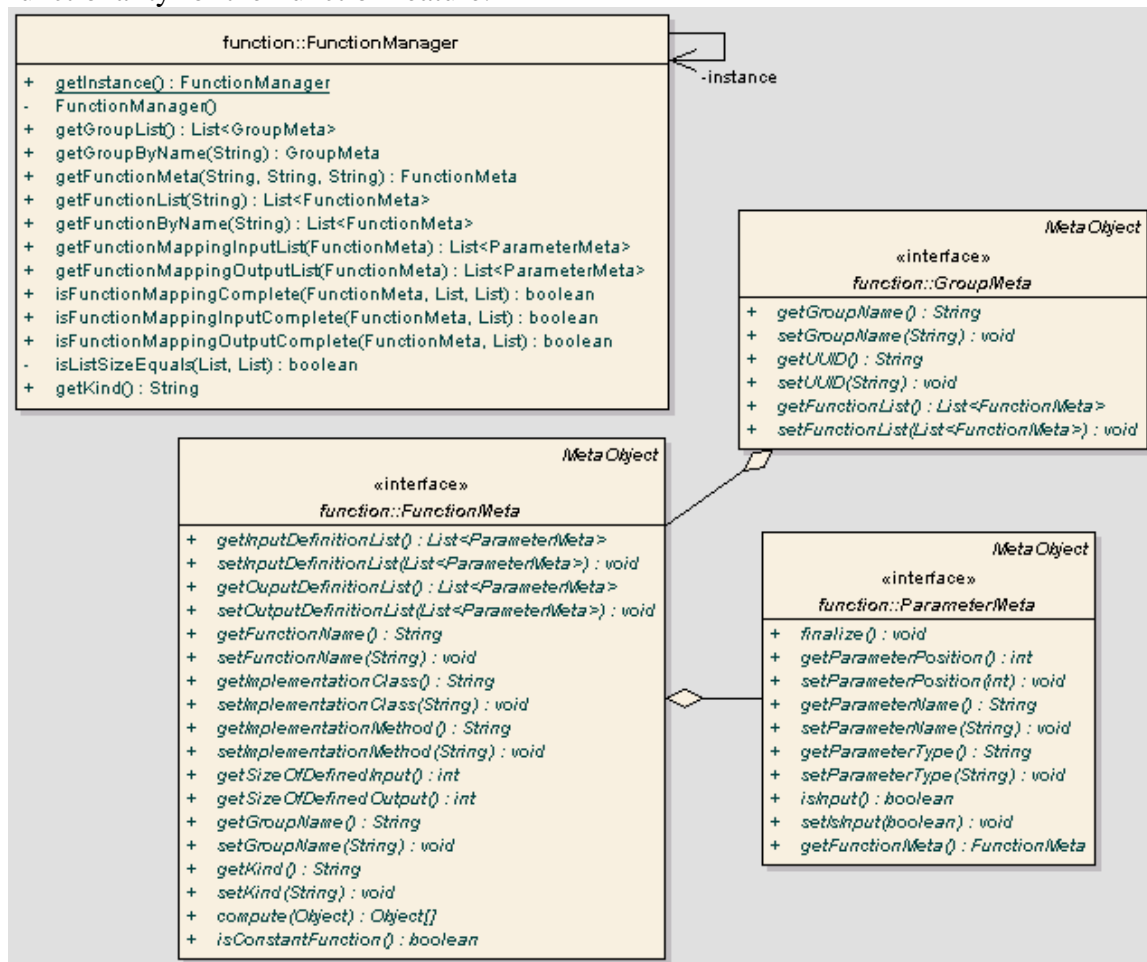 functionality for the Function feature.
function::FunctionManager
-instance
+ getInstance() : FunctionManager
- FunctionManager()
+ getGroupList() : List<GroupMeta>
+ getGroupByName(String) : GroupMeta
+ getFunctionMeta(String, String, String) : FunctionMeta
+ getFunctionList(String) : List<FunctionMeta>
+ getFunctionByName(String) : List<FunctionMeta>
+ getFunctionMappingInputList(FunctionMeta) : List<ParameterMeta>
+ getFunctionMappingOutputList(FunctionMeta) : List<ParameterMeta>
+ isFunctionMappingComplete(FunctionMeta, List, List) : boolean
+ isFunctionMappingInputComplete(FunctionMeta, List) : boolean
+ isFunctionMappingOutputComplete(FunctionMeta, List) : boolean
- isListSizeEquals(List, List) : boolean
+ getKind() : String
MetaObject
«interface»
function::GroupMeta
+ getGroupName() : String
+ setGroupName(String) : void
+ getUUID() : String
+ setUUID(String) : void
+ getFunctionList() : List<FunctionMeta>
+ setFunctionList(List<FunctionMeta>) : void
MetaObject
«interface»
function::FunctionMeta
+ getInputDefinitionList() : List<ParameterMeta>
+ setInputDefinitionList(List<ParameterMeta>) : void
+ getOuputDefinitionList() : List<ParameterMeta>
+ setOutputDefinitionList(List<ParameterMeta>) : void
+ getFunctionName() : String
+ setFunctionName(String) : void
+ getImplementationClass() : String
+ setImplementationClass(String) : void
+ getImplementationMethod() : String
+ setImplementationMethod(String) : void
+ getSizeOfDefinedInput() : int
+ getSizeOfDefinedOutput() : int
+ getGroupName() : String
+ setGroupName(String) : void
+ getKind() : String
+ setKind(String) : void
+ compute(Object) : Object[]
+ isConstantFunction() : boolean
MetaObject
«interface»
function::ParameterMeta
+ finalize() : void
+ getParameterPosition() : int
+ setParameterPosition(int) : void
+ getParameterName() : String
+ setParameterName(String) : void
+ getParameterType() : String
+ setParameterType(String) : void
+ isInput() : boolean
+ setIsInput(boolean) : void
+ getFunctionMeta() : FunctionMeta